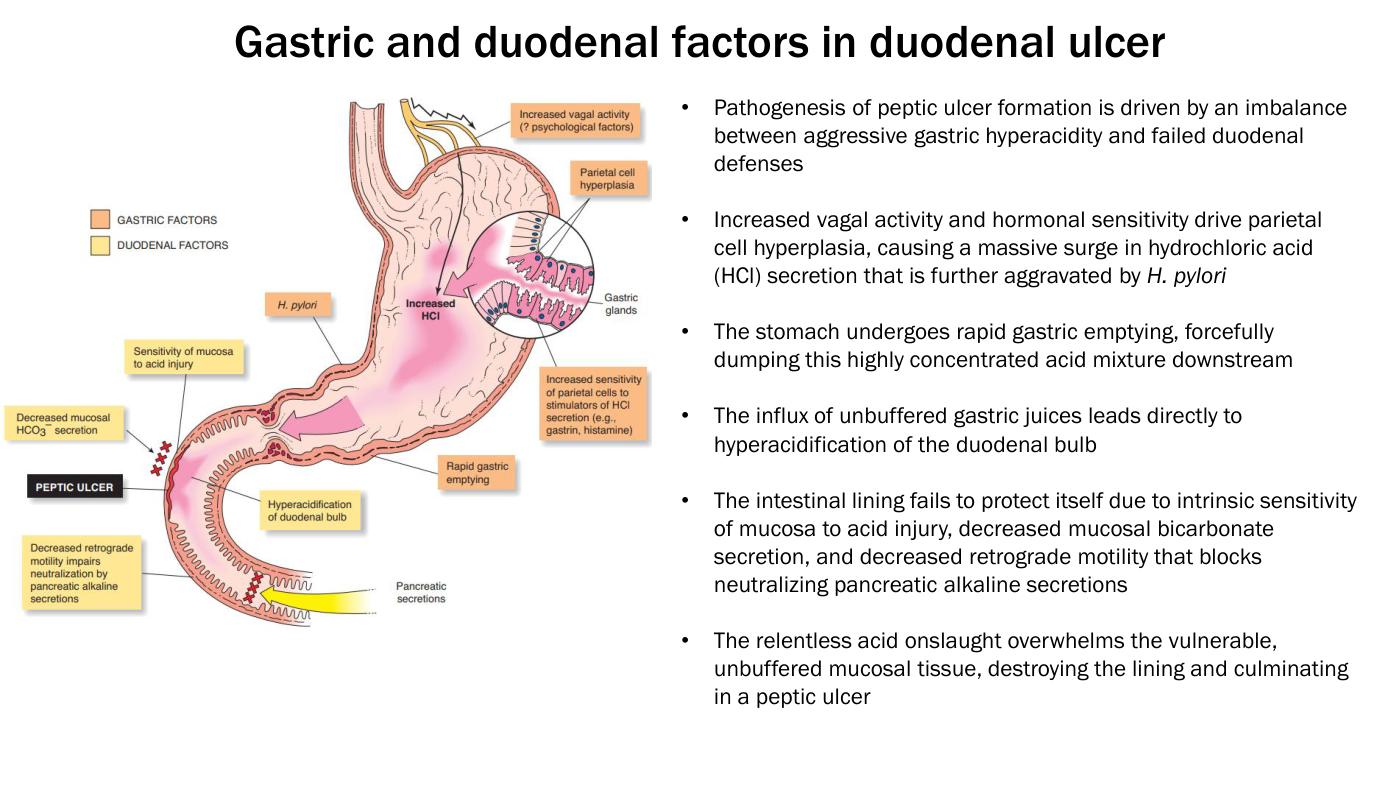 Gastric and duodenal factors in duodenal ulcer
Increased vagal activity
(? psychological factors)
Parietal cell
hyperplasia
GASTRIC FACTORS
DUODENAL FACTORS
H. pylori
Increased
HCl
Gastric
glands
Sensitivity of mucosa
to acid injury
Increased sensitivity
of parietal cells to
stimulators of HCl
secretion (e.g.,
gastrin, histamine)
Decreased mucosal
HCO3– secretion
Rapid gastric
emptying
PEPTIC ULCER
Hyperacidification
of duodenal bulb
Decreased retrograde
motility impairs
neutralization by
pancreatic alkaline
secretions
Pancreatic
secretions
• Pathogenesis of peptic ulcer formation is driven by an imbalance
between aggressive gastric hyperacidity and failed duodenal
defenses
• Increased vagal activity and hormonal sensitivity drive parietal
cell hyperplasia, causing a massive surge in hydrochloric acid
(HCl) secretion that is further aggravated by H. pylori
• The stomach undergoes rapid gastric emptying, forcefully
dumping this highly concentrated acid mixture downstream
• The influx of unbuffered gastric juices leads directly to
hyperacidification of the duodenal bulb
• The intestinal lining fails to protect itself due to intrinsic sensitivity
of mucosa to acid injury, decreased mucosal bicarbonate
secretion, and decreased retrograde motility that blocks
neutralizing pancreatic alkaline secretions
• The relentless acid onslaught overwhelms the vulnerable,
unbuffered mucosal tissue, destroying the lining and culminating
in a peptic ulcer